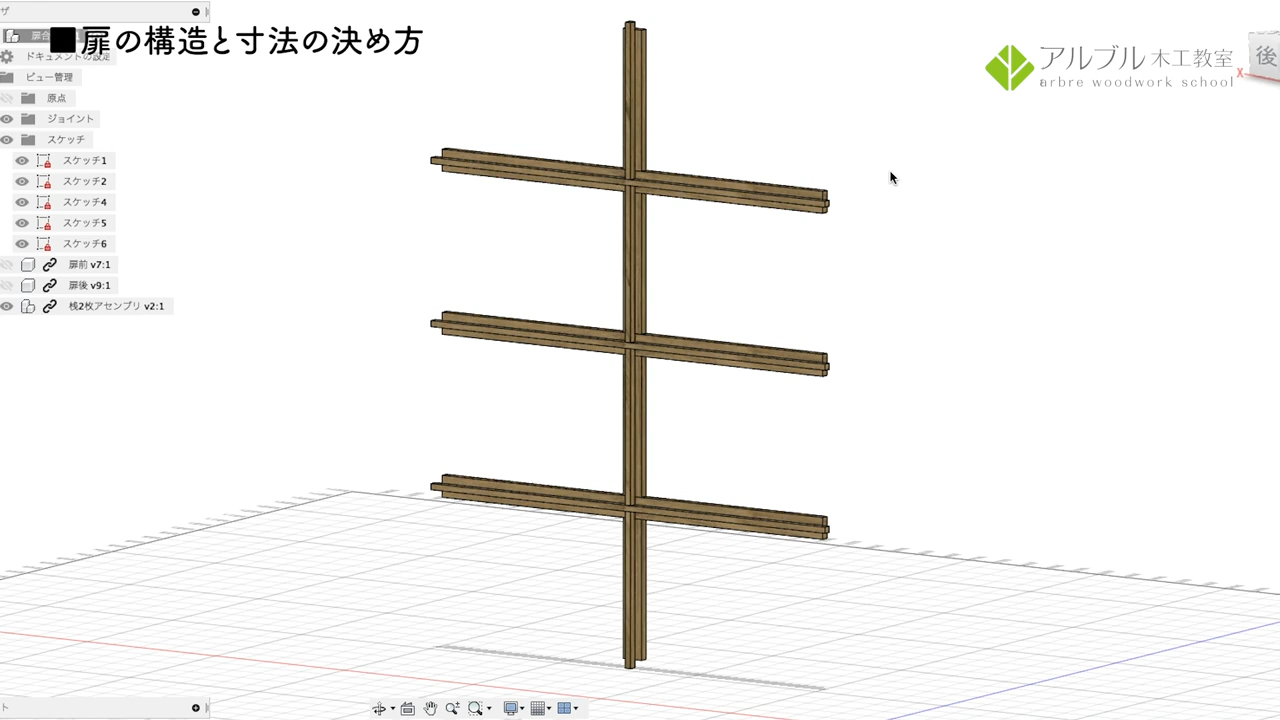 ザ
■扉の構造と寸法の決め方
ドキュメントの設定
ビュー管理
原点
ジョイント
スケッチ
スケッチ1
スケッチ2
スケッチ4
スケッチ5
スケッチ6
扉前 v7:1
扉後 v9:1
桟2枚アセンブリ v2:1
アルブル木工教室
arbre woodwork school
後
X
ト